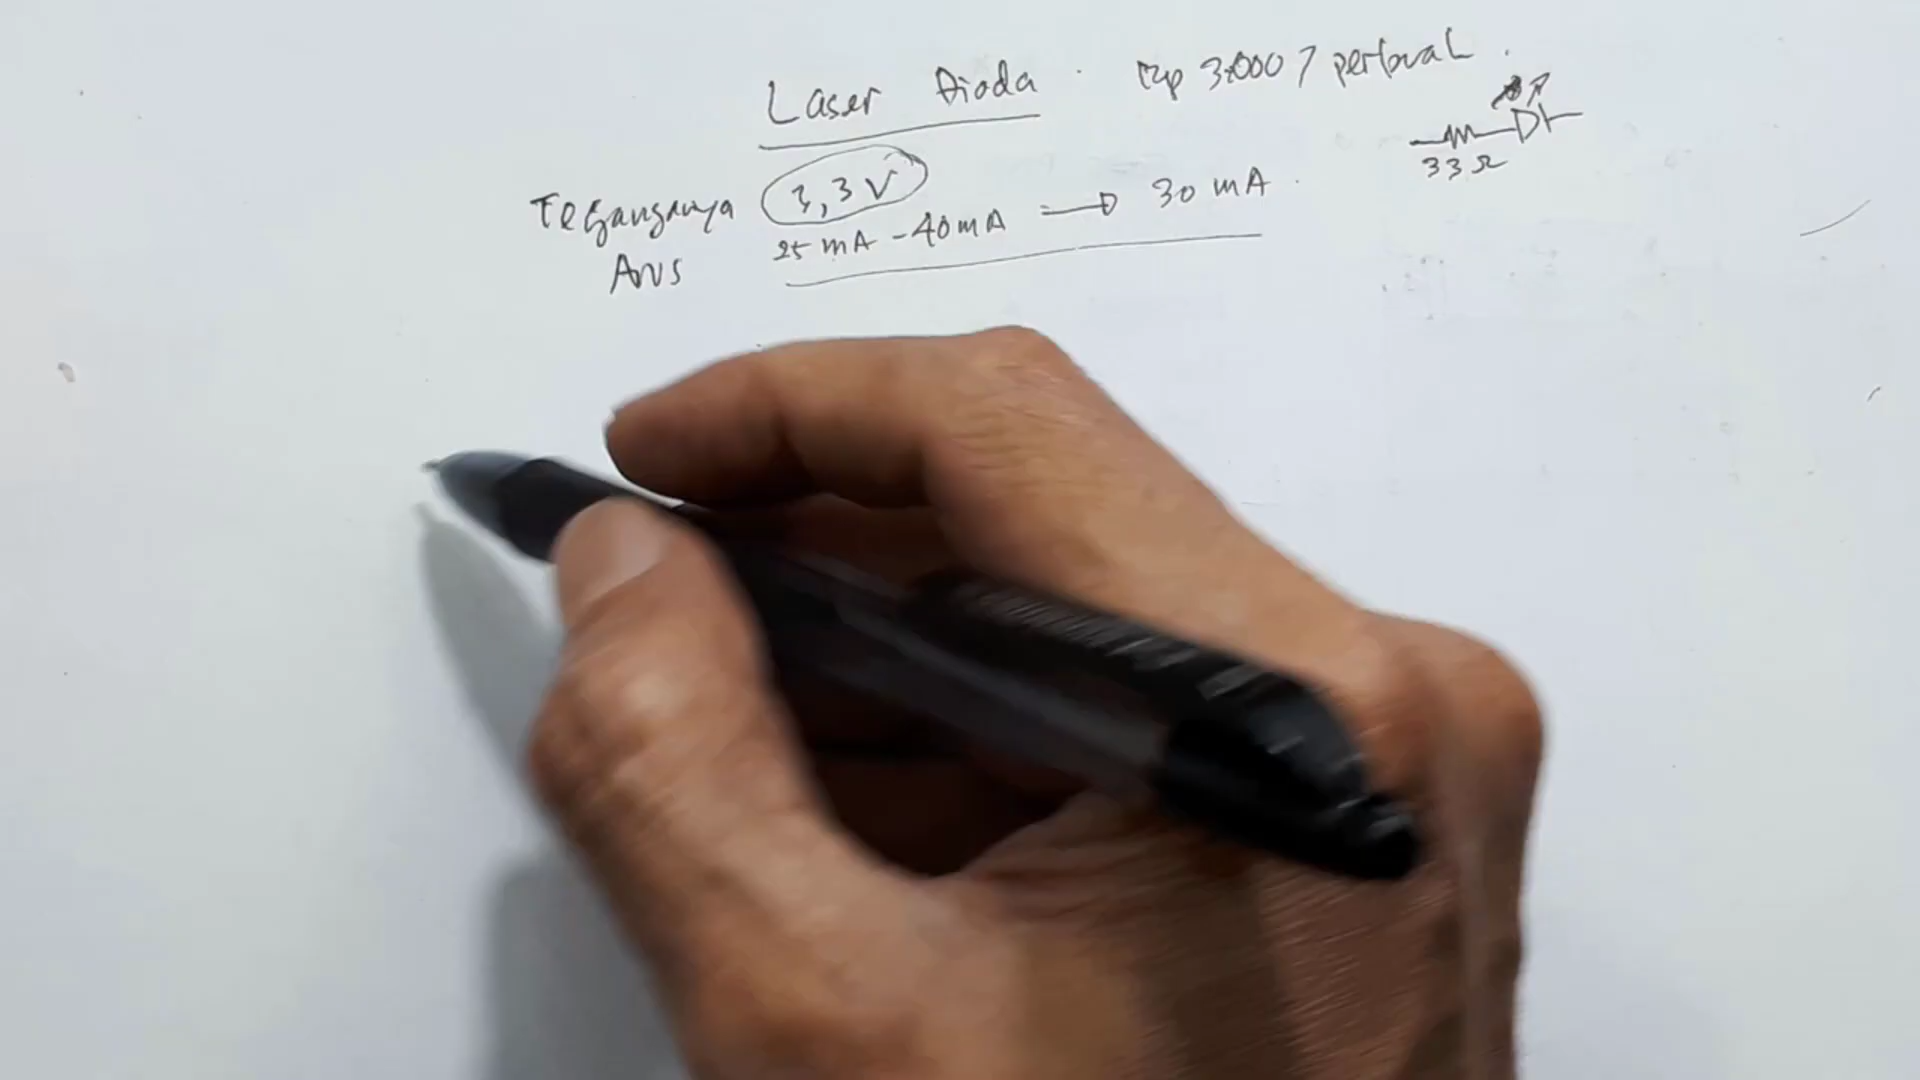 Laser Dioda . Rp 3.000 / perbuah .
Tegangannya 3,3 V
Arus 25 mA - 40 mA → 30 mA
33 Ω